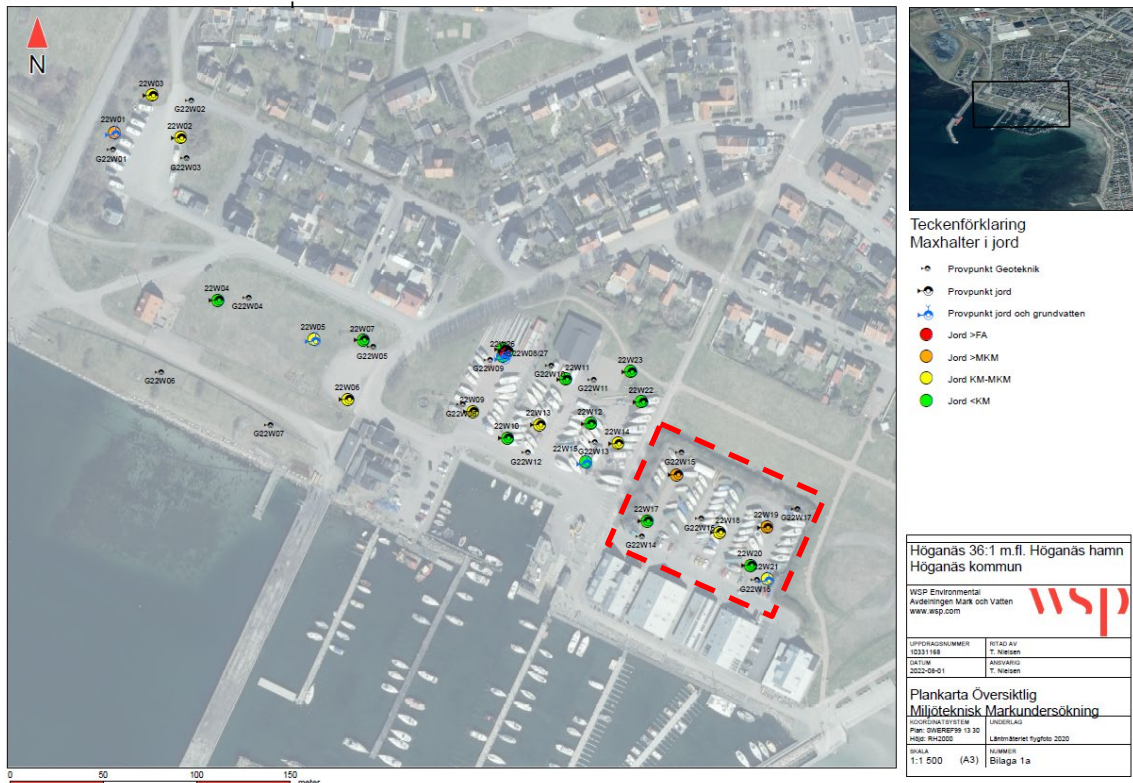 N
22W03
G22W02
22W01
22W02
G22W01
G22W03
22W04
G22W04
22W05
22W07
G22W05
G22W06
22W06
G22W07
G22W08/27
G22W09
22W11
22W23
G22W11
22W22
22W09
22W13
22W12
22W10
22W14
G22W12
22W15
G22W13
G22W15
22W17
22W18
22W19
G22W17
G22W14
22W20
22W21
G22W18
0 50 100 150
meter
Teckenförklaring
Maxhalter i jord
Provpunkt Geoteknik
Provpunkt jord
Provpunkt jord och grundvatten
Jord >FA
Jord >MKM
Jord KM-MKM
Jord <KM
Höganäs 36:1 m.fl. Höganäs hamn
Höganäs kommun
WSP Environmental
Avdelningen Mark och Vatten
www.wsp.com
wsp
UPPDRAGSNUMMER
10331168
RITAD AV
T. Nielsen
DATUM
2022-08-01
ANSVARIG
T. Nielsen
Plankarta Översiktlig
Miljöteknisk Markundersökning
KOORDINATSYSTEM
Plan: SWEREF99 13 30
Höjd: RH2000
UNDERLAG
Lantmäteriet flygfoto 2020
SKALA
1:1 500 (A3)
NUMMER
Bilaga 1a